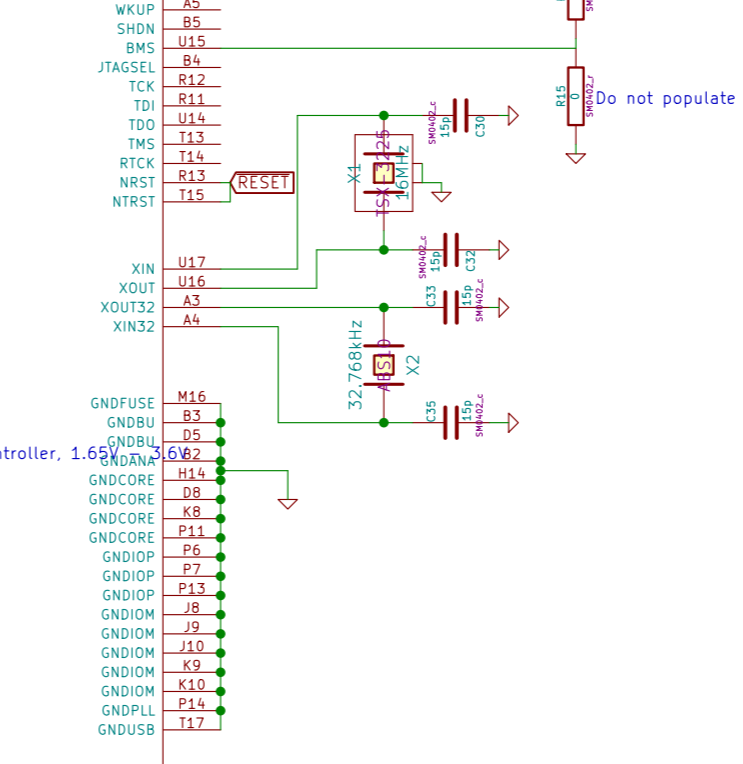 WKUP A5
SHDN B5
BMS U15
JTAGSEL B4
TCK R12
TDI R11
TDO U14
TMS T13
RTCK T14
NRST R13
NTRST T15
RESET
XIN U17
XOUT U16
XOUT32 A3
XIN32 A4
GNDFUSE M16
GNDBU B3
GNDBU D5
ntroller, 1.65V – 3.6V
GNDANA B2
GNDCORE H14
GNDCORE D8
GNDCORE K8
GNDCORE P11
GNDIOP P6
GNDIOP P7
GNDIOP P13
GNDIOM J8
GNDIOM J9
GNDIOM J10
GNDIOM K9
GNDIOM K10
GNDPLL P14
GNDUSB T17
SM0402_c
15p
C30
X1
TSX-3225
16MHz
SM0402_c
15p
C32
C33
15p
SM0402_c
32.768kHz
ABS10
X2
C35
15p
SM0402_c
R15
0
SM0402_r
Do not populate